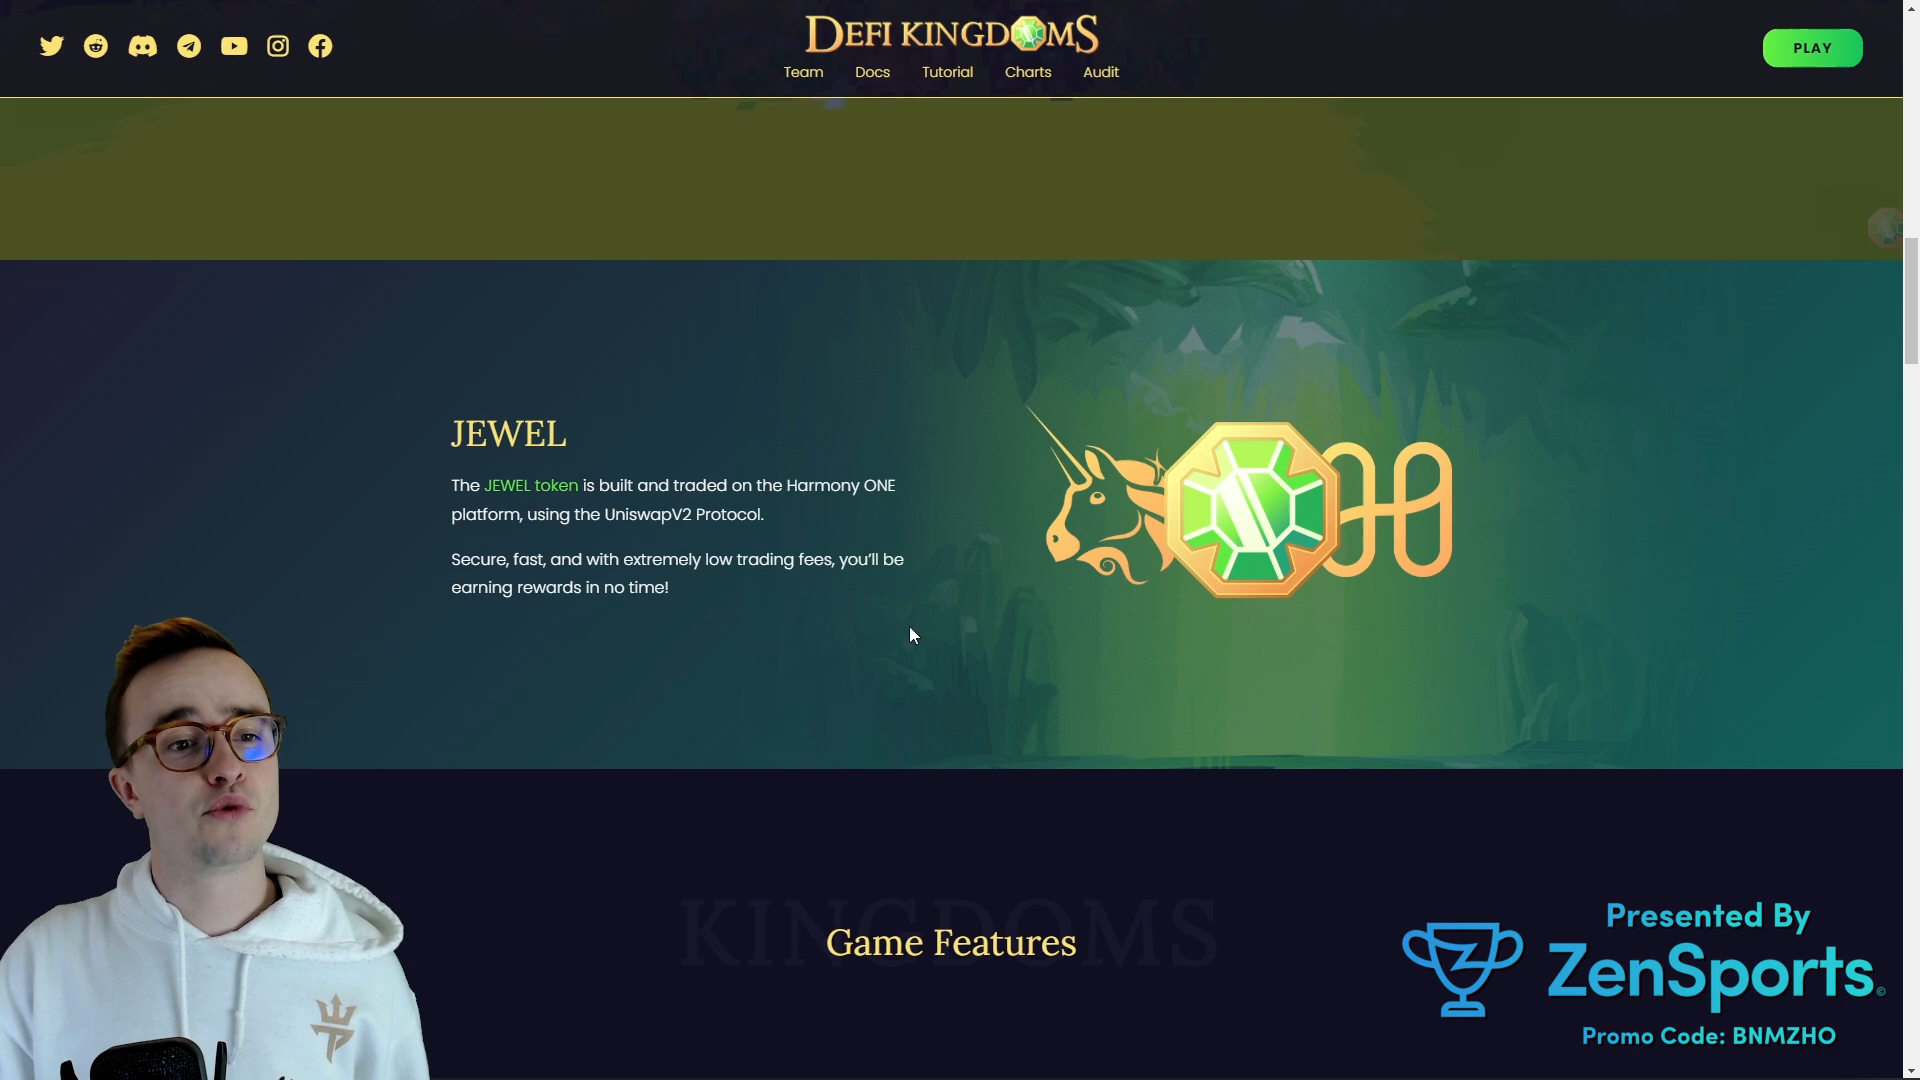 DEFI KINGDOMS
Team Docs Tutorial Charts Audit
PLAY
JEWEL
The JEWEL token is built and traded on the Harmony ONE
platform, using the UniswapV2 Protocol.
Secure, fast, and with extremely low trading fees, you'll be
earning rewards in no time!
KINGDOMS
Game Features
Presented By
ZenSports©
Promo Code: BNMZHO